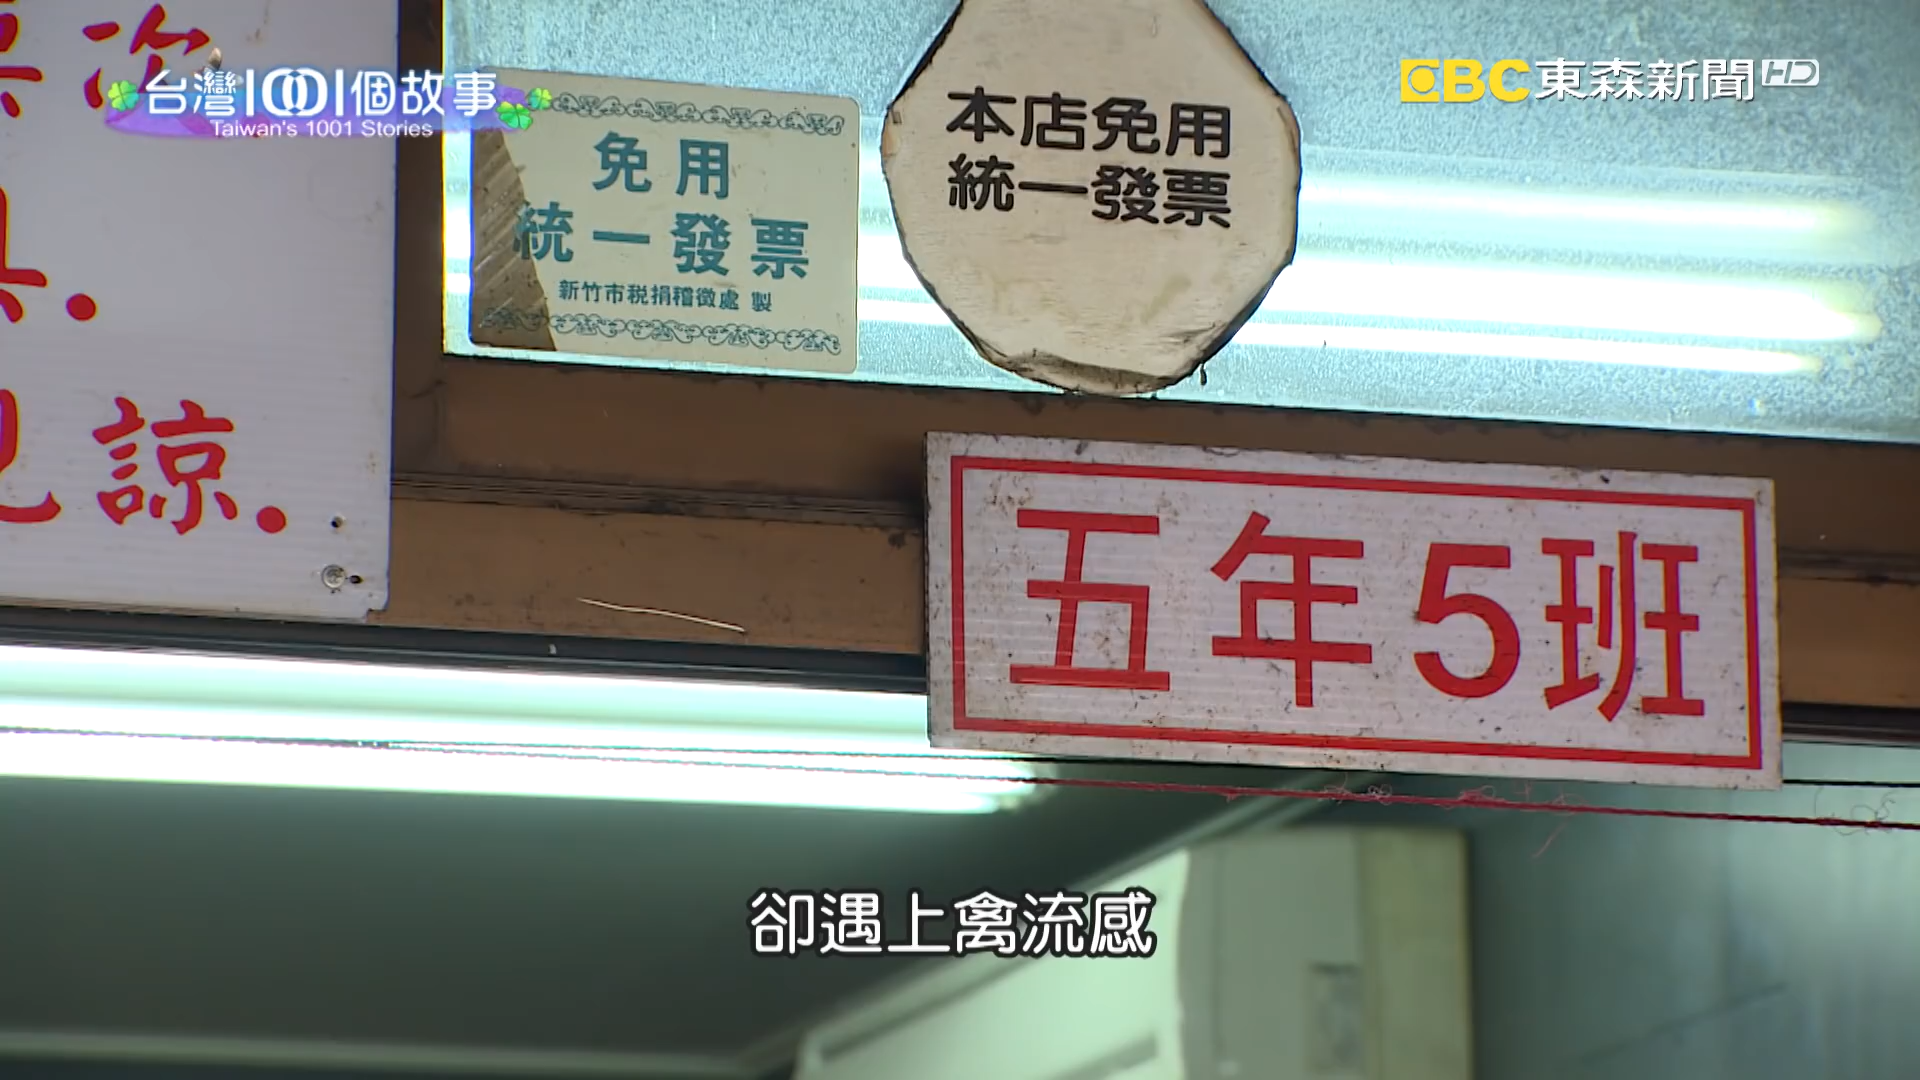 台灣1001個故事
Taiwan's 1001 Stories
EBC東森新聞HD
免用
統一發票
新竹市稅捐稽徵處 製
本店免用
統一發票
諒.
五年5班
卻遇上禽流感